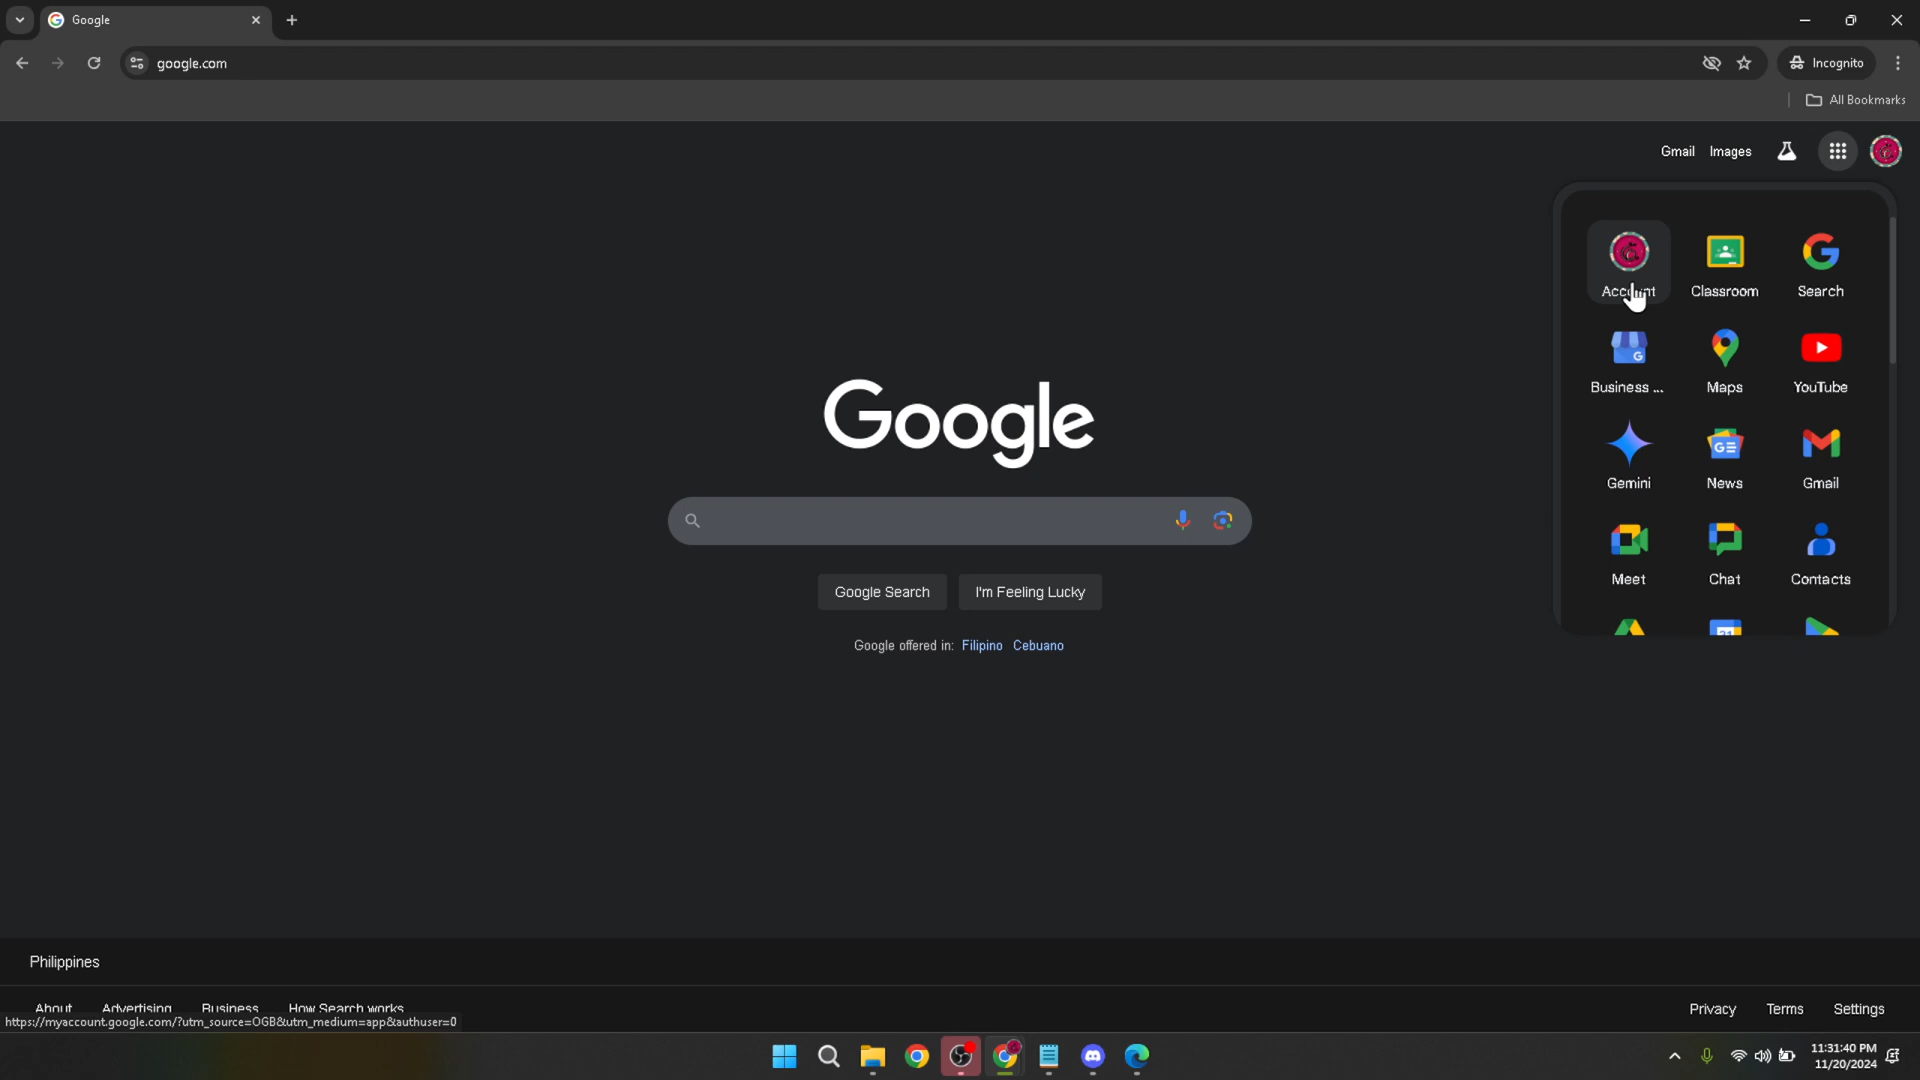 Google
google.com
Incognito
All Bookmarks
Gmail Images
Account Classroom Search
Business ... Maps YouTube
Gemini News Gmail
Meet Chat Contacts
31
Google
Google Search I'm Feeling Lucky
Google offered in: Filipino Cebuano
Philippines
About Advertising Business How Search works
Privacy Terms Settings
https://myaccount.google.com/?utm_source=OGB&utm_medium=app&authuser=0
11:31:40 PM
11/20/2024